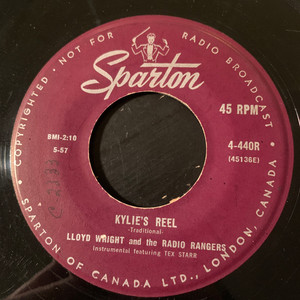 COPYRIGHTED - NOT FOR RADIO BROADCAST
Sparton
45 RPM
BMI-2:10
5-57
4-440R
(45136E)
KYLIE'S REEL
-Traditional-
LLOYD WRIGHT and the RADIO RANGERS
Instrumental featuring TEX STARR
SPARTON OF CANADA LTD., LONDON, CANADA